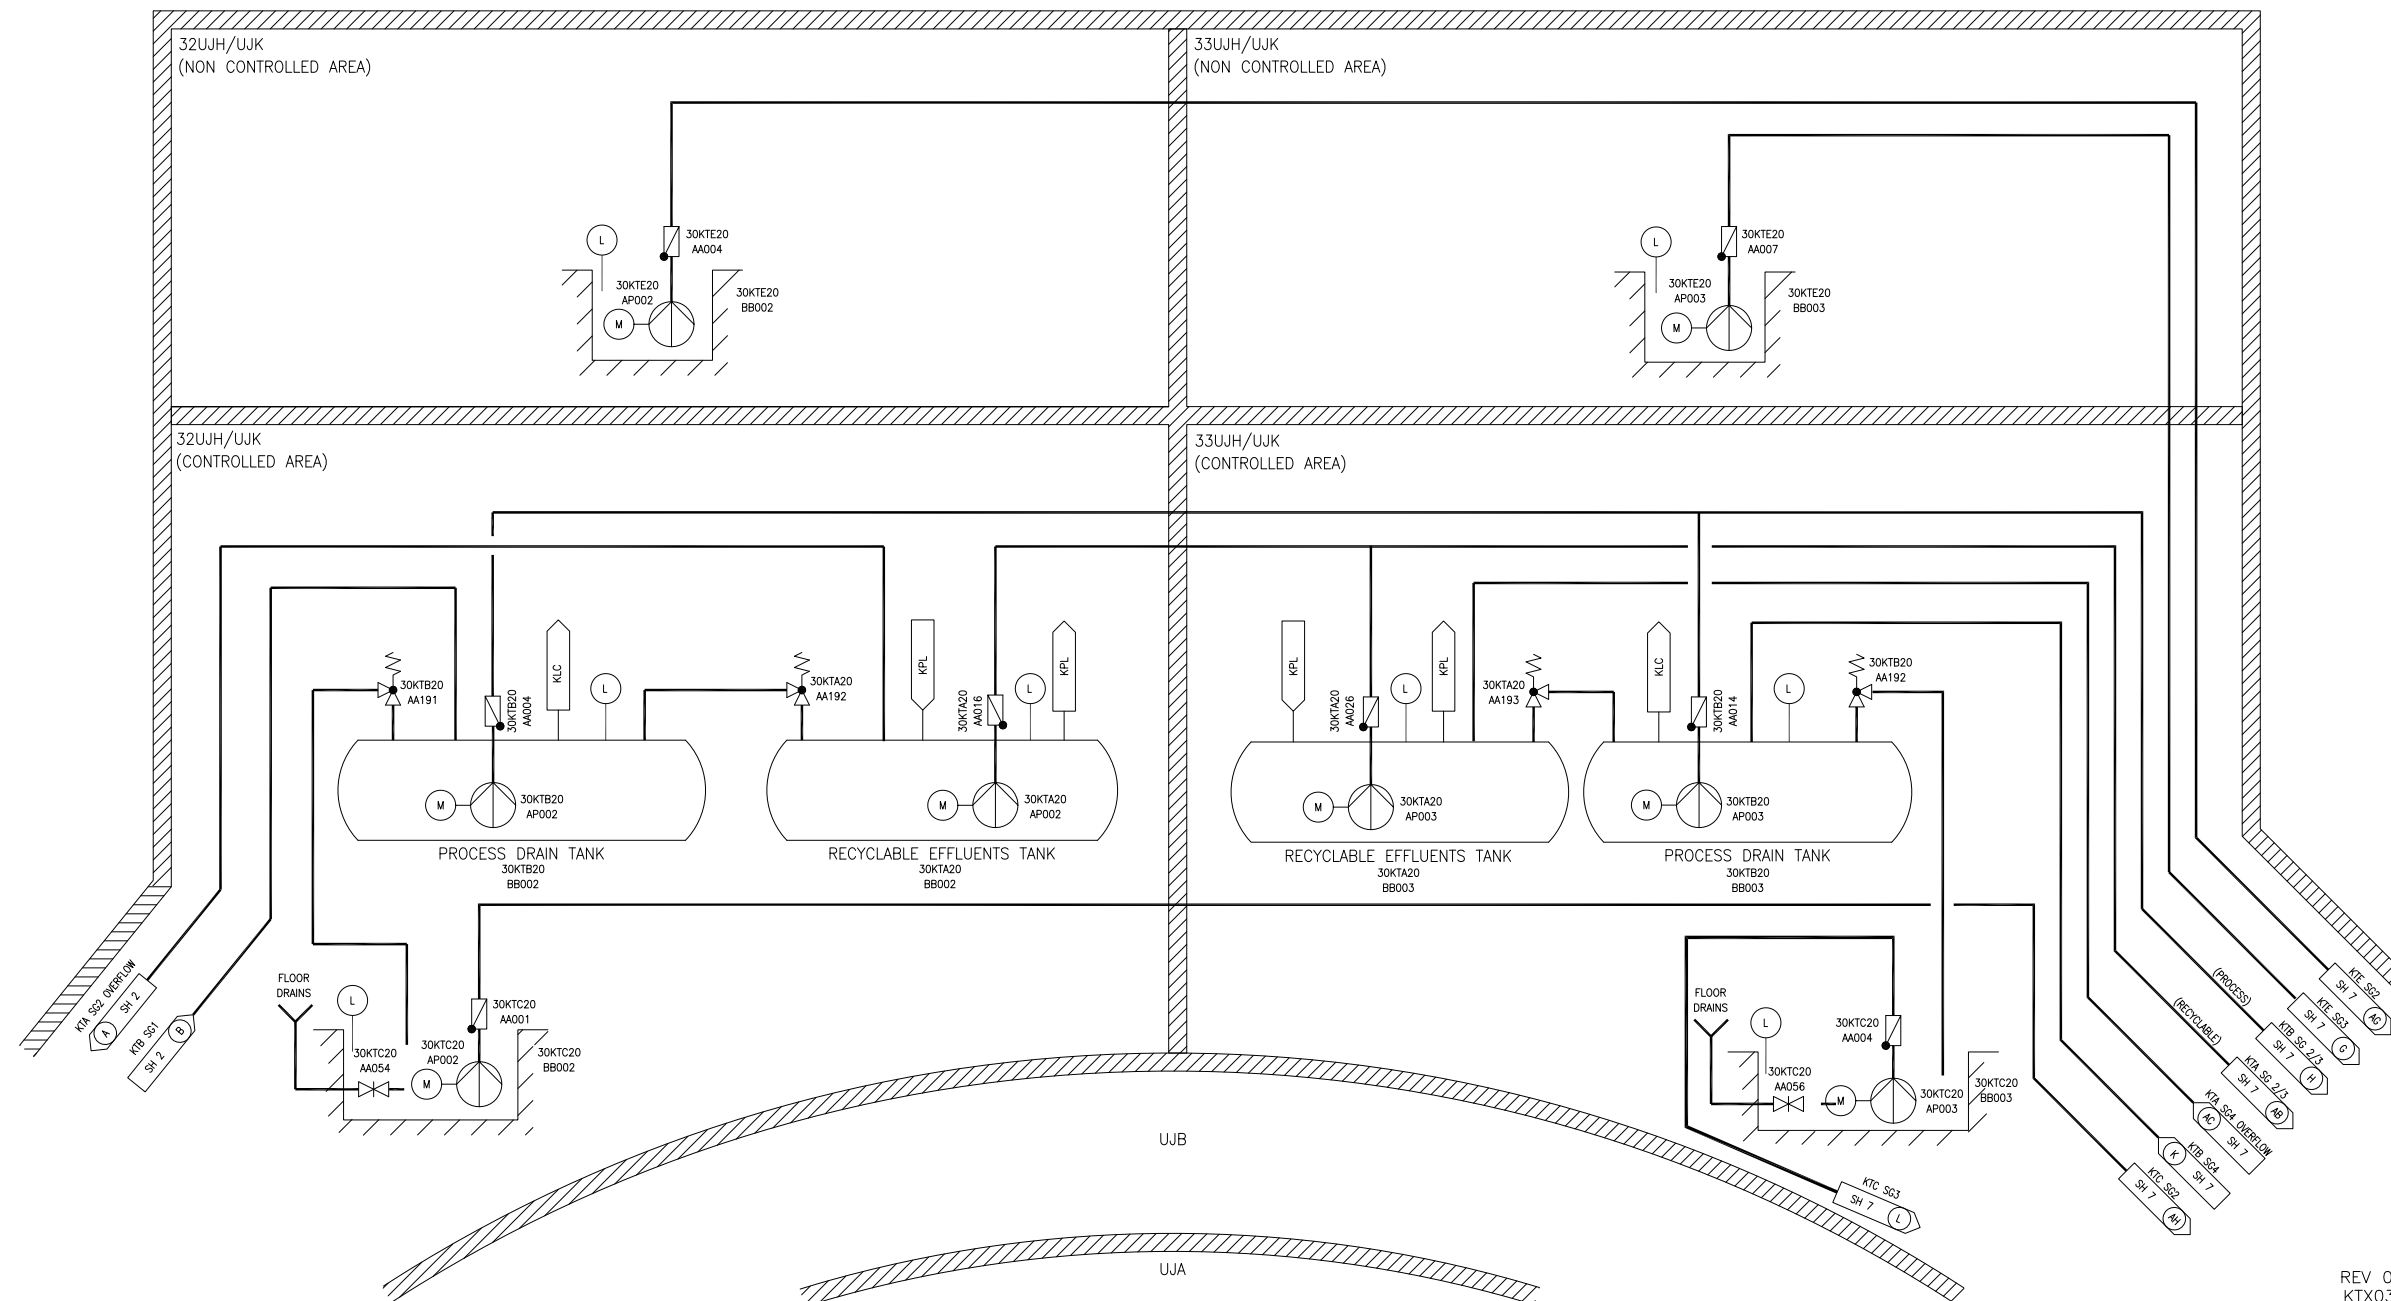 32UJH/UJK
(NON CONTROLLED AREA)
33UJH/UJK
(NON CONTROLLED AREA)
L
30KTE20
AA004
30KTE20
AP002
M
30KTE20
BB002
L
30KTE20
AA007
30KTE20
AP003
M
30KTE20
BB003
32UJH/UJK
(CONTROLLED AREA)
33UJH/UJK
(CONTROLLED AREA)
30KTB20
AA191
30KTB20
AA004
KLC
L
30KTA20
AA192
KPL
30KTA20
AA016
L
KPL
KPL
30KTA20
AA026
L
KPL
30KTA20
AA193
KLC
30KTB20
AA014
L
30KTB20
AA192
M
30KTB20
AP002
M
30KTA20
AP002
M
30KTA20
AP003
M
30KTB20
AP003
PROCESS DRAIN TANK
30KTB20
BB002
RECYCLABLE EFFLUENTS TANK
30KTA20
BB002
RECYCLABLE EFFLUENTS TANK
30KTA20
BB003
PROCESS DRAIN TANK
30KTB20
BB003
KTA SG2 OVERFLOW
A
SH 2
KTB SG1
SH 2
B
FLOOR
DRAINS
L
30KTC20
AA001
30KTC20
AA054
30KTC20
AP002
M
30KTC20
BB002
FLOOR
DRAINS
L
30KTC20
AA004
30KTC20
AA056
M
30KTC20
AP003
30KTC20
BB003
(PROCESS)
(RECYCLABLE)
KTE SG2
SH 7
AG
KTE SG3
SH 7
G
KTB SG 2/3
SH 7
H
KTA SG 2/3
SH 7
AB
KTA SG4 OVERFLOW
AC
SH 7
KTB SG4
K
SH 7
KTC SG2
SH 7
AH
KTC SG3
SH 7
L
UJB
UJA
REV 0
KTX03